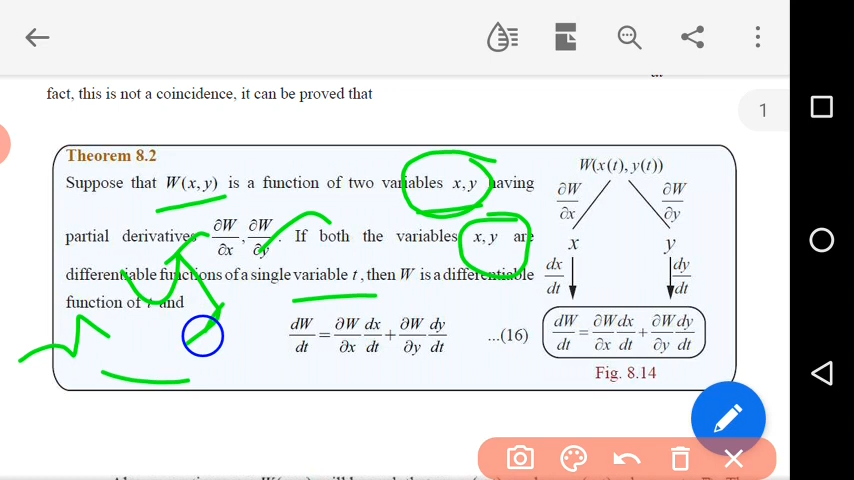 1
fact, this is not a coincidence, it can be proved that
Theorem 8.2
Suppose that W(x, y) is a function of two variables x, y having
partial derivatives ∂W/∂x, ∂W/∂y. If both the variables x, y are
differentiable functions of a single variable t, then W is a differentiable
function of t and
dW/dt = ∂W/∂x dx/dt + ∂W/∂y dy/dt ...(16)
W(x(t), y(t))
∂W/∂x ∂W/∂y
x y
dx/dt dy/dt
dW/dt = ∂W/∂x dx/dt + ∂W/∂y dy/dt
Fig. 8.14